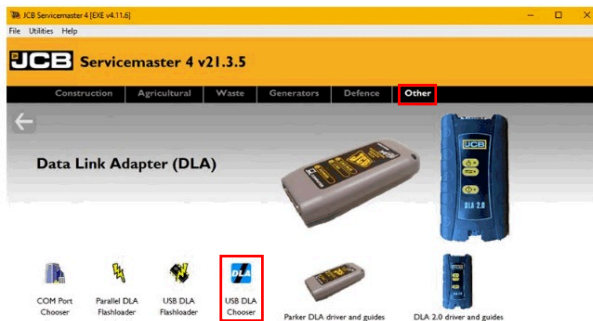 JCB Servicemaster 4 [EXE v4.11.6]
File Utilities Help
JCB Servicemaster 4 v21.3.5
Construction Agricultural Waste Generators Defence Other
Data Link Adapter (DLA)
JCB
DLA 2.0
DLA
COM Port Chooser
Parallel DLA Flashloader
USB DLA Flashloader
USB DLA Chooser
Parker DLA driver and guides
DLA 2.0 driver and guides